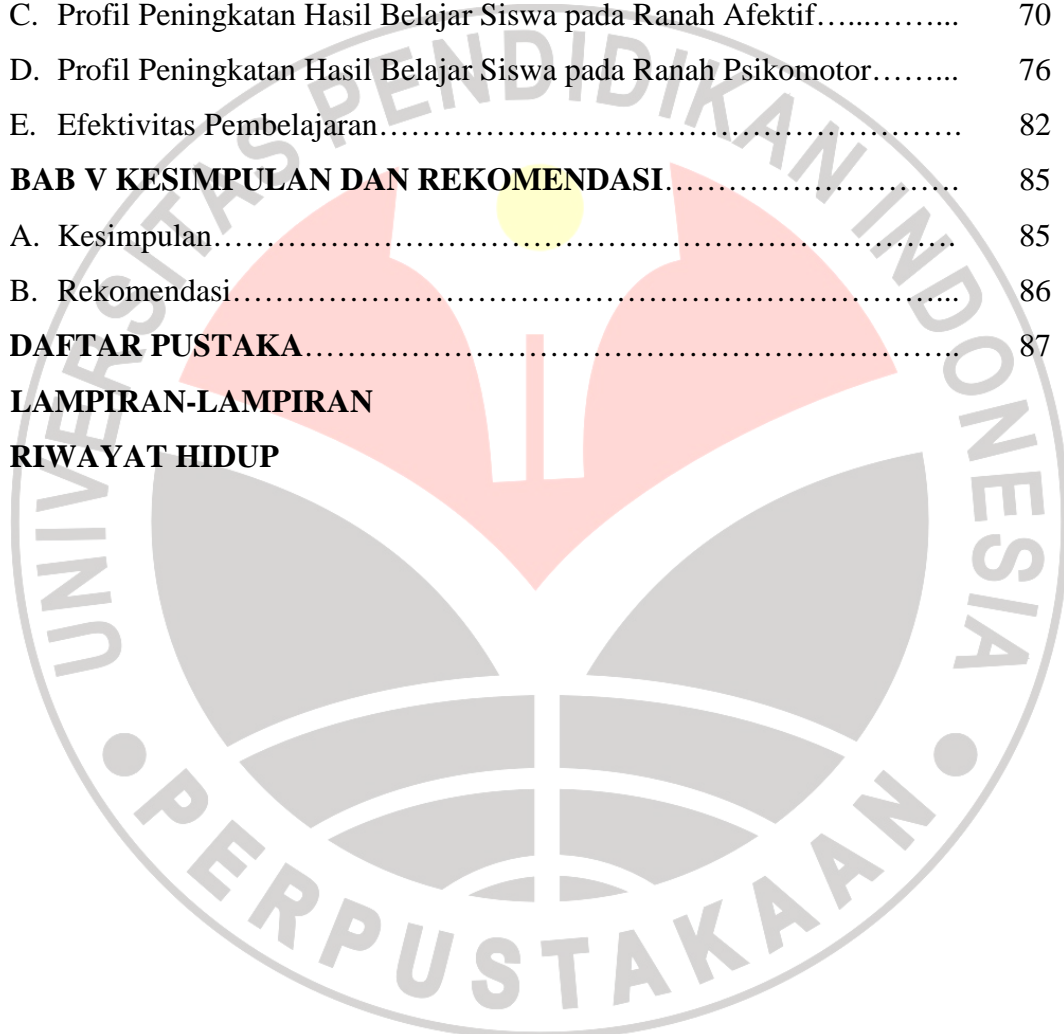 C. Profil Peningkatan Hasil Belajar Siswa pada Ranah Afektif…...……... 70
D. Profil Peningkatan Hasil Belajar Siswa pada Ranah Psikomotor……... 76
E. Efektivitas Pembelajaran……………………………………………. 82
BAB V KESIMPULAN DAN REKOMENDASI……………………. 85
A. Kesimpulan…………………………………………………………. 85
B. Rekomendasi………………………………………………………... 86
DAFTAR PUSTAKA……………………………………………….. 87
LAMPIRAN-LAMPIRAN
RIWAYAT HIDUP
UNIVERSITAS PENDIDIKAN INDONESIA
PERPUSTAKAAN